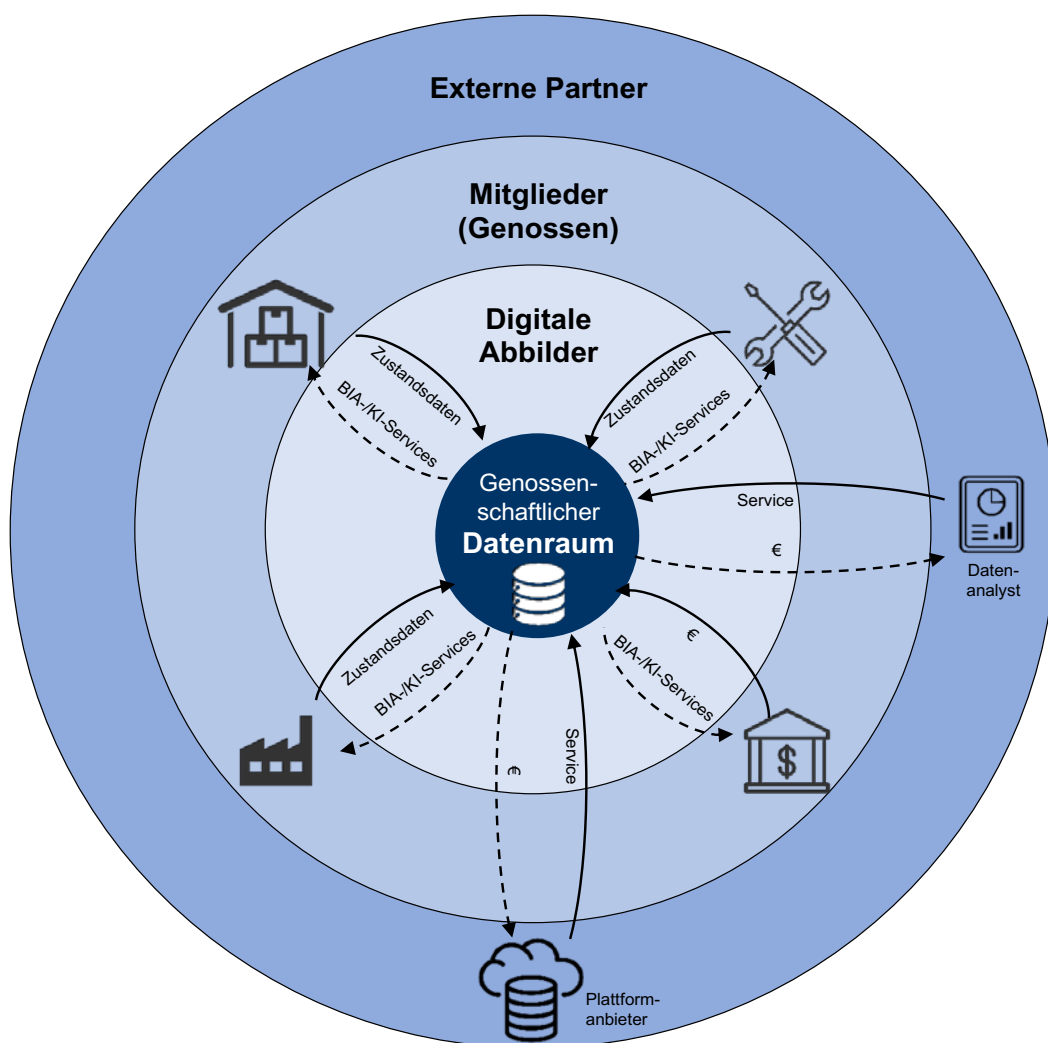 Externe Partner
Mitglieder
(Genossen)
Digitale
Abbilder
Zustandsdaten
BIA-/KI-Services
Zustandsdaten
BIA-/KI-Services
Genossen-
schaftlicher
Datenraum
Service
€
Daten-
analyst
Zustandsdaten
BIA-/KI-Services
€
BIA-/KI-Services
$
€
Service
Plattform-
anbieter